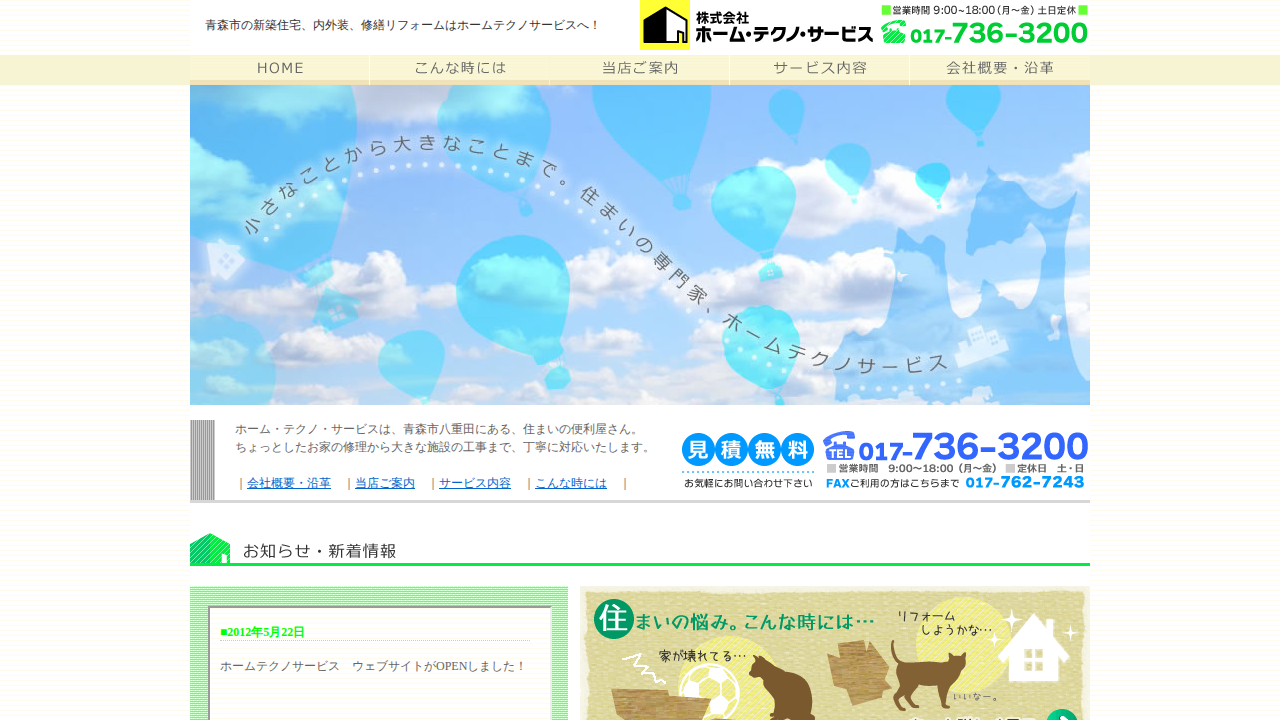 青森市の新築住宅、内外装、修繕リフォームはホームテクノサービスへ！
株式会社
ホーム・テクノ・サービス
営業時間 9:00~18:00（月～金）土日定休
017-736-3200
HOME
こんな時には
当店ご案内
サービス内容
会社概要・沿革
小さなことから大きなことまで。住まいの専門家、ホームテクノサービス
ホーム・テクノ・サービスは、青森市八重田にある、住まいの便利屋さん。
ちょっとしたお家の修理から大きな施設の工事まで、丁寧に対応いたします。
｜会社概要・沿革　｜当店ご案内　｜サービス内容　｜こんな時には　｜
見積無料
お気軽にお問い合わせ下さい
TEL 017-736-3200
営業時間　9:00～18:00（月～金）　定休日　土・日
FAXご利用の方はこちらまで 017-762-7243
お知らせ・新着情報
■2012年5月22日
ホームテクノサービス　ウェブサイトがOPENしました！
住まいの悩み。こんな時には…
リフォーム
しようかな…
家が壊れてる…
いいなー。